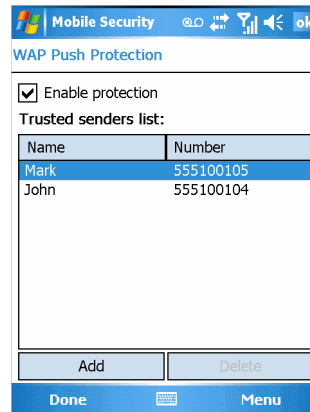 Mobile Security ok
WAP Push Protection
Enable protection
Trusted senders list:
Name Number
Mark 555100105
John 555100104
Add Delete
Done Menu